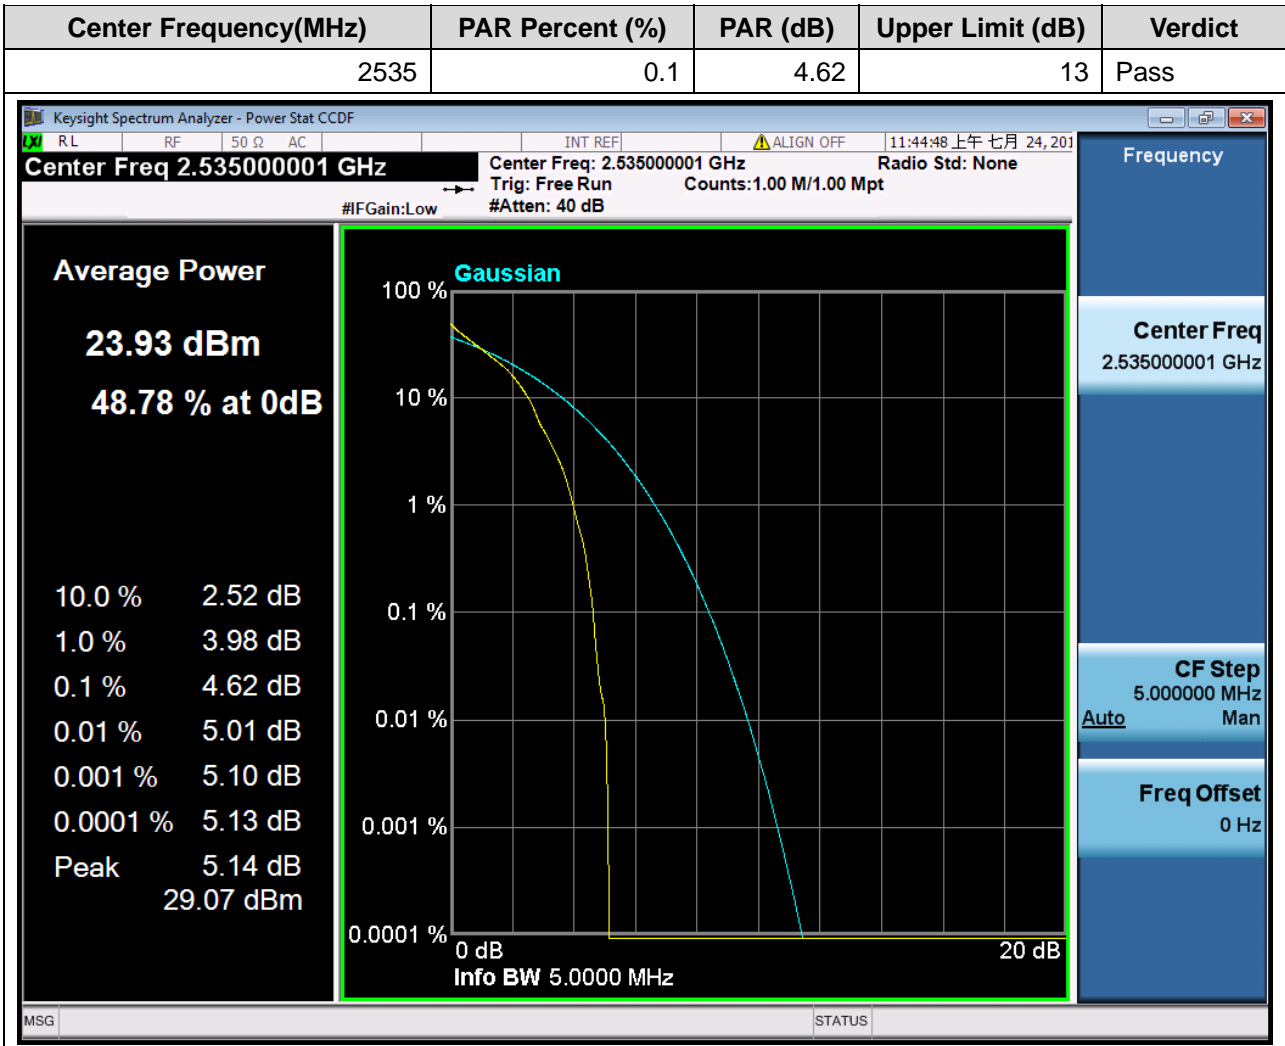 Center Frequency(MHz) PAR Percent (%) PAR (dB) Upper Limit (dB) Verdict
2535 0.1 4.62 13 Pass
Keysight Spectrum Analyzer - Power Stat CCDF
LXI RL RF 50 Ω AC INT REF ALIGN OFF 11:44:48 上午 七月 24, 201
Center Freq 2.535000001 GHz
#IFGain:Low
Center Freq: 2.535000001 GHz Radio Std: None
Trig: Free Run Counts:1.00 M/1.00 Mpt
#Atten: 40 dB
Average Power
23.93 dBm
48.78 % at 0dB
10.0 % 2.52 dB
1.0 % 3.98 dB
0.1 % 4.62 dB
0.01 % 5.01 dB
0.001 % 5.10 dB
0.0001 % 5.13 dB
Peak 5.14 dB
29.07 dBm
Gaussian
100 %
10 %
1 %
0.1 %
0.01 %
0.001 %
0.0001 %
0 dB 20 dB
Info BW 5.0000 MHz
Frequency
Center Freq
2.535000001 GHz
CF Step
5.000000 MHz
Auto Man
Freq Offset
0 Hz
MSG STATUS